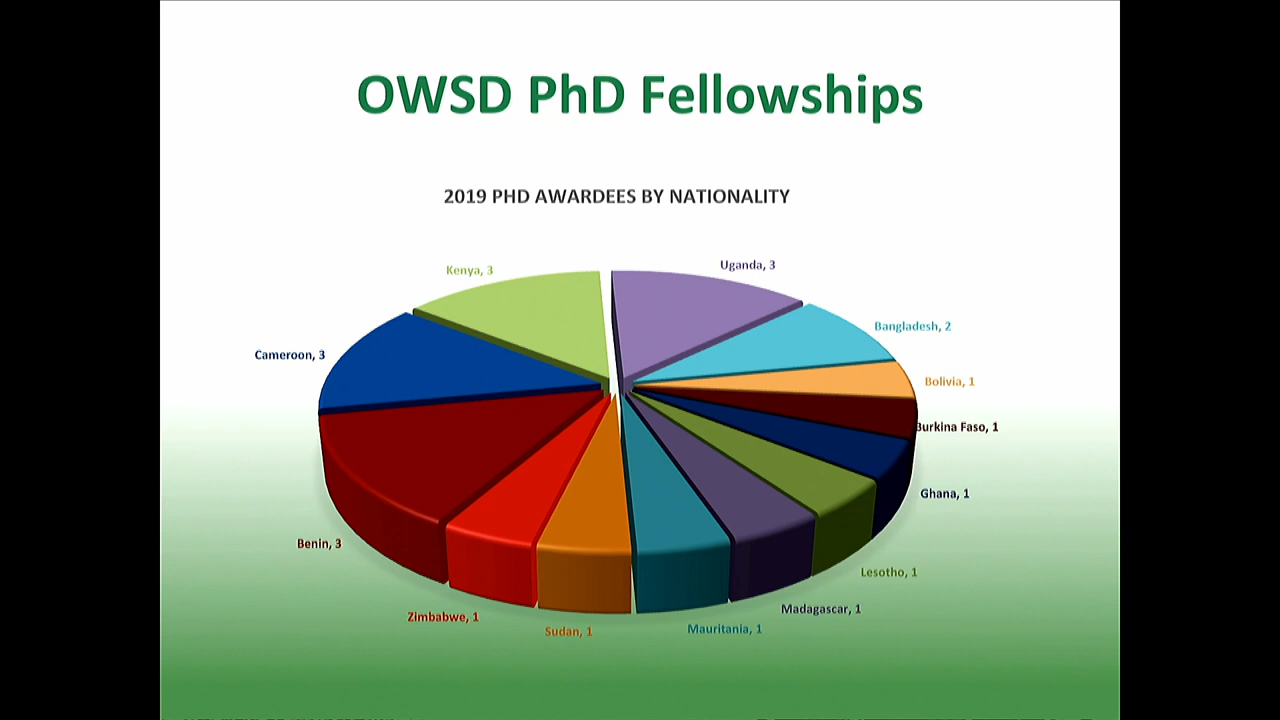 OWSD PhD Fellowships
2019 PHD AWARDEES BY NATIONALITY
Kenya, 3
Uganda, 3
Bangladesh, 2
Cameroon, 3
Bolivia, 1
Burkina Faso, 1
Ghana, 1
Benin, 3
Lesotho, 1
Madagascar, 1
Zimbabwe, 1
Sudan, 1
Mauritania, 1